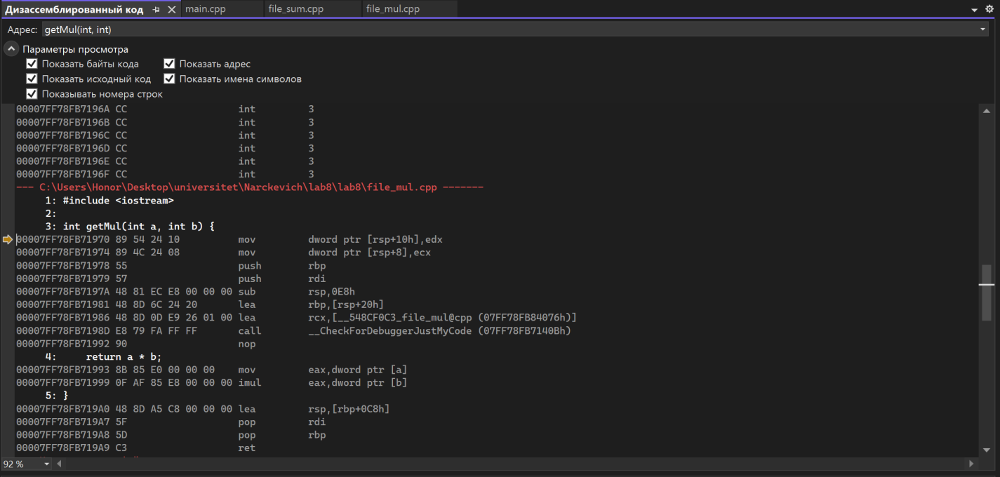 Дизассемблированный код main.cpp file_sum.cpp file_mul.cpp
Адрес: getMul(int, int)
Параметры просмотра
Показать байты кода Показать адрес
Показать исходный код Показать имена символов
Показывать номера строк
00007FF78FB7196A CC int 3
00007FF78FB7196B CC int 3
00007FF78FB7196C CC int 3
00007FF78FB7196D CC int 3
00007FF78FB7196E CC int 3
00007FF78FB7196F CC int 3
--- C:\Users\Honor\Desktop\universitet\Narckevich\lab8\lab8\file_mul.cpp -------
1: #include <iostream>
2:
3: int getMul(int a, int b) {
00007FF78FB71970 89 54 24 10 mov dword ptr [rsp+10h],edx
00007FF78FB71974 89 4C 24 08 mov dword ptr [rsp+8],ecx
00007FF78FB71978 55 push rbp
00007FF78FB71979 57 push rdi
00007FF78FB7197A 48 81 EC E8 00 00 00 sub rsp,0E8h
00007FF78FB71981 48 8D 6C 24 20 lea rbp,[rsp+20h]
00007FF78FB71986 48 8D 0D E9 26 01 00 lea rcx,[__548CF0C3_file_mul@cpp (07FF78FB84076h)]
00007FF78FB7198D E8 79 FA FF FF call __CheckForDebuggerJustMyCode (07FF78FB7140Bh)
00007FF78FB71992 90 nop
4: return a * b;
00007FF78FB71993 8B 85 E0 00 00 00 mov eax,dword ptr [a]
00007FF78FB71999 0F AF 85 E8 00 00 00 imul eax,dword ptr [b]
5: }
00007FF78FB719A0 48 8D A5 C8 00 00 00 lea rsp,[rbp+0C8h]
00007FF78FB719A7 5F pop rdi
00007FF78FB719A8 5D pop rbp
00007FF78FB719A9 C3 ret
92 %